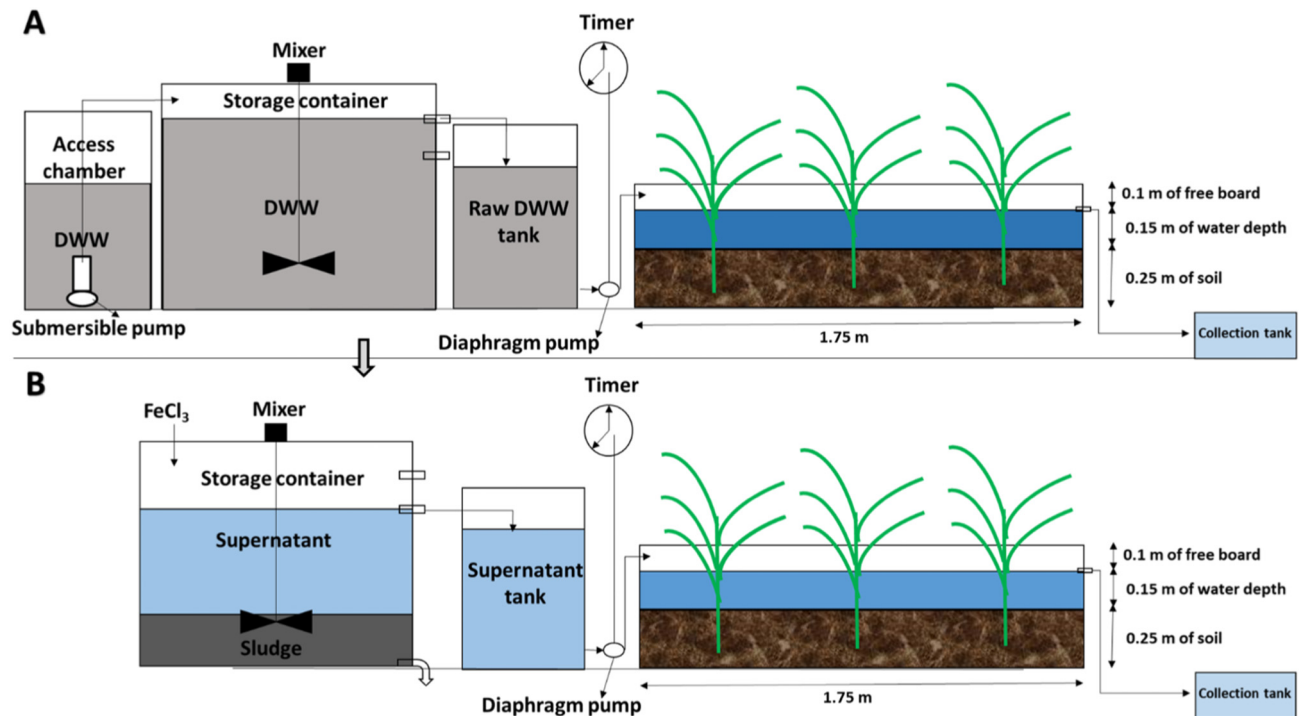 A
Timer
Mixer
Storage container
Access
chamber
DWW
DWW
Raw DWW
tank
0.1 m of free board
0.15 m of water depth
0.25 m of soil
Submersible pump
Diaphragm pump
1.75 m
Collection tank
B
Timer
FeCl₃
Mixer
Storage container
Supernatant
Supernatant
tank
Sludge
0.1 m of free board
0.15 m of water depth
0.25 m of soil
Diaphragm pump
1.75 m
Collection tank